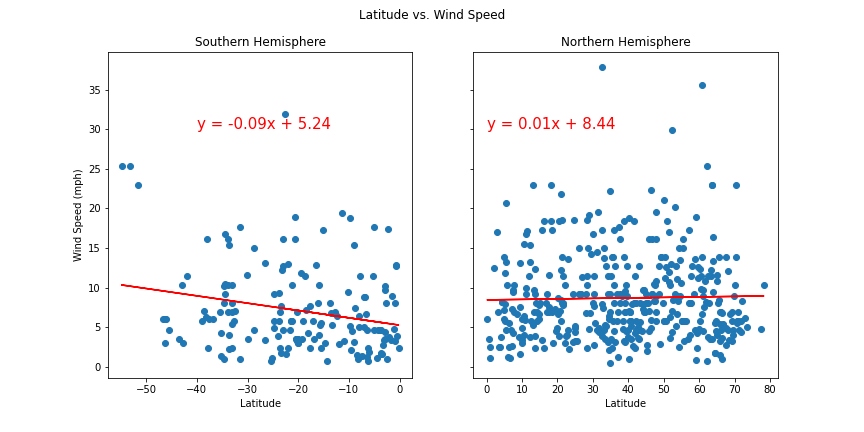 Latitude vs. Wind Speed
Southern Hemisphere
Northern Hemisphere
y = -0.09x + 5.24
y = 0.01x + 8.44
Wind Speed (mph)
35
30
25
20
15
10
5
0
−50 −40 −30 −20 −10 0
0 10 20 30 40 50 60 70 80
Latitude
Latitude